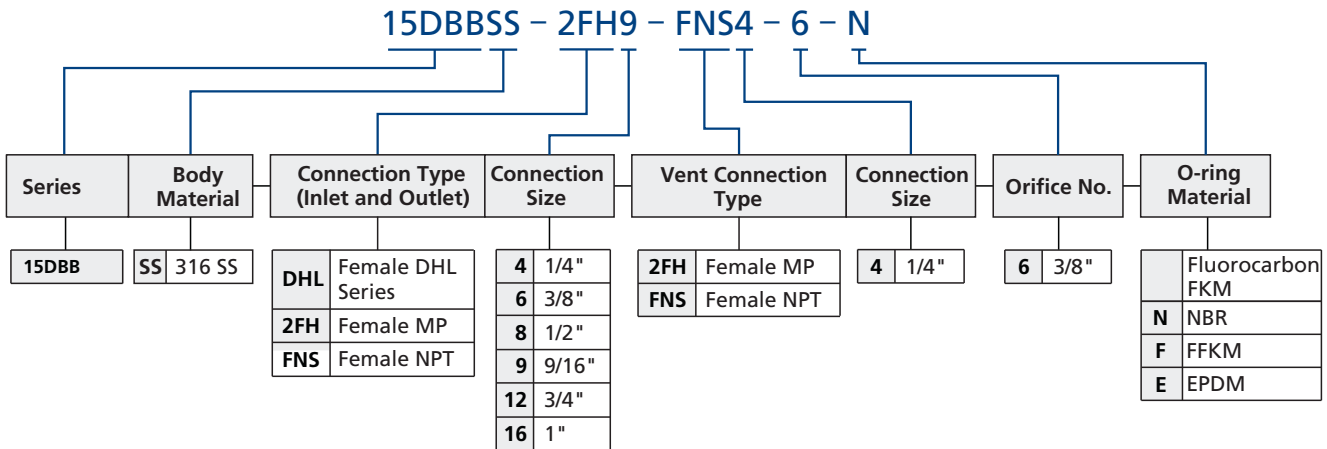 15DBBSS – 2FH9 – FNS4 – 6 – N
Series
Body
Material
Connection Type
(Inlet and Outlet)
Connection
Size
Vent Connection
Type
Connection
Size
Orifice No.
O-ring
Material
15DBB
SS 316 SS
DHL Female DHL
Series
2FH Female MP
FNS Female NPT
4 1/4"
6 3/8"
8 1/2"
9 9/16"
12 3/4"
16 1"
2FH Female MP
FNS Female NPT
4 1/4"
6 3/8"
Fluorocarbon
FKM
N NBR
F FFKM
E EPDM